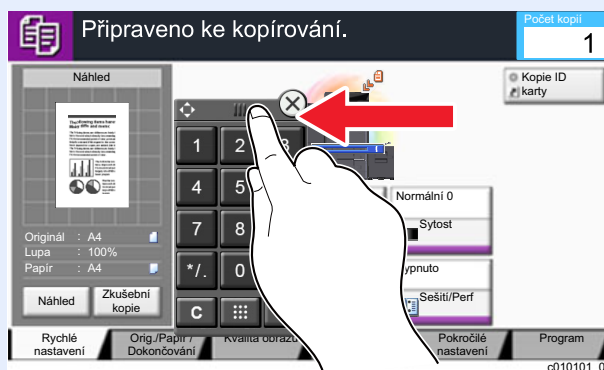 Připraveno ke kopírování.
Počet kopií
1
Náhled
Kopie ID
karty
1
2
3
4
5
7
8
*/.
0
C
Originál : A4
Lupa : 100%
Papír : A4
Náhled
Zkušební
kopie
Normální 0
Sytost
Sešití/Perf
Rychlé
nastavení
Orig./Papír /
Dokončování
Kvalita obrazu
Pokročilé
nastavení
Program